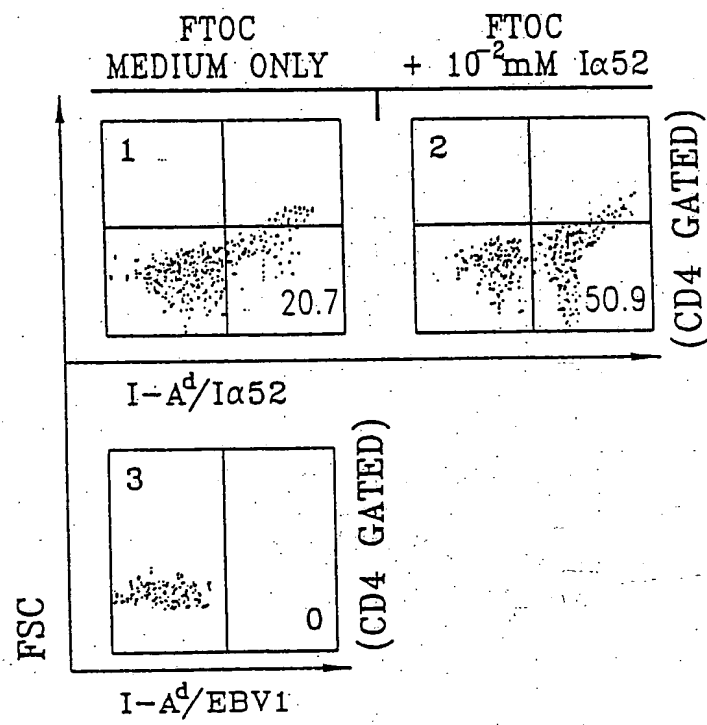 FTOC
MEDIUM ONLY
FTOC
+ 10⁻²mM Iα52
1
20.7
2
50.9
(CD4 GATED)
I-Aᵈ/Iα52
3
0
(CD4 GATED)
FSC
I-Aᵈ/EBV1